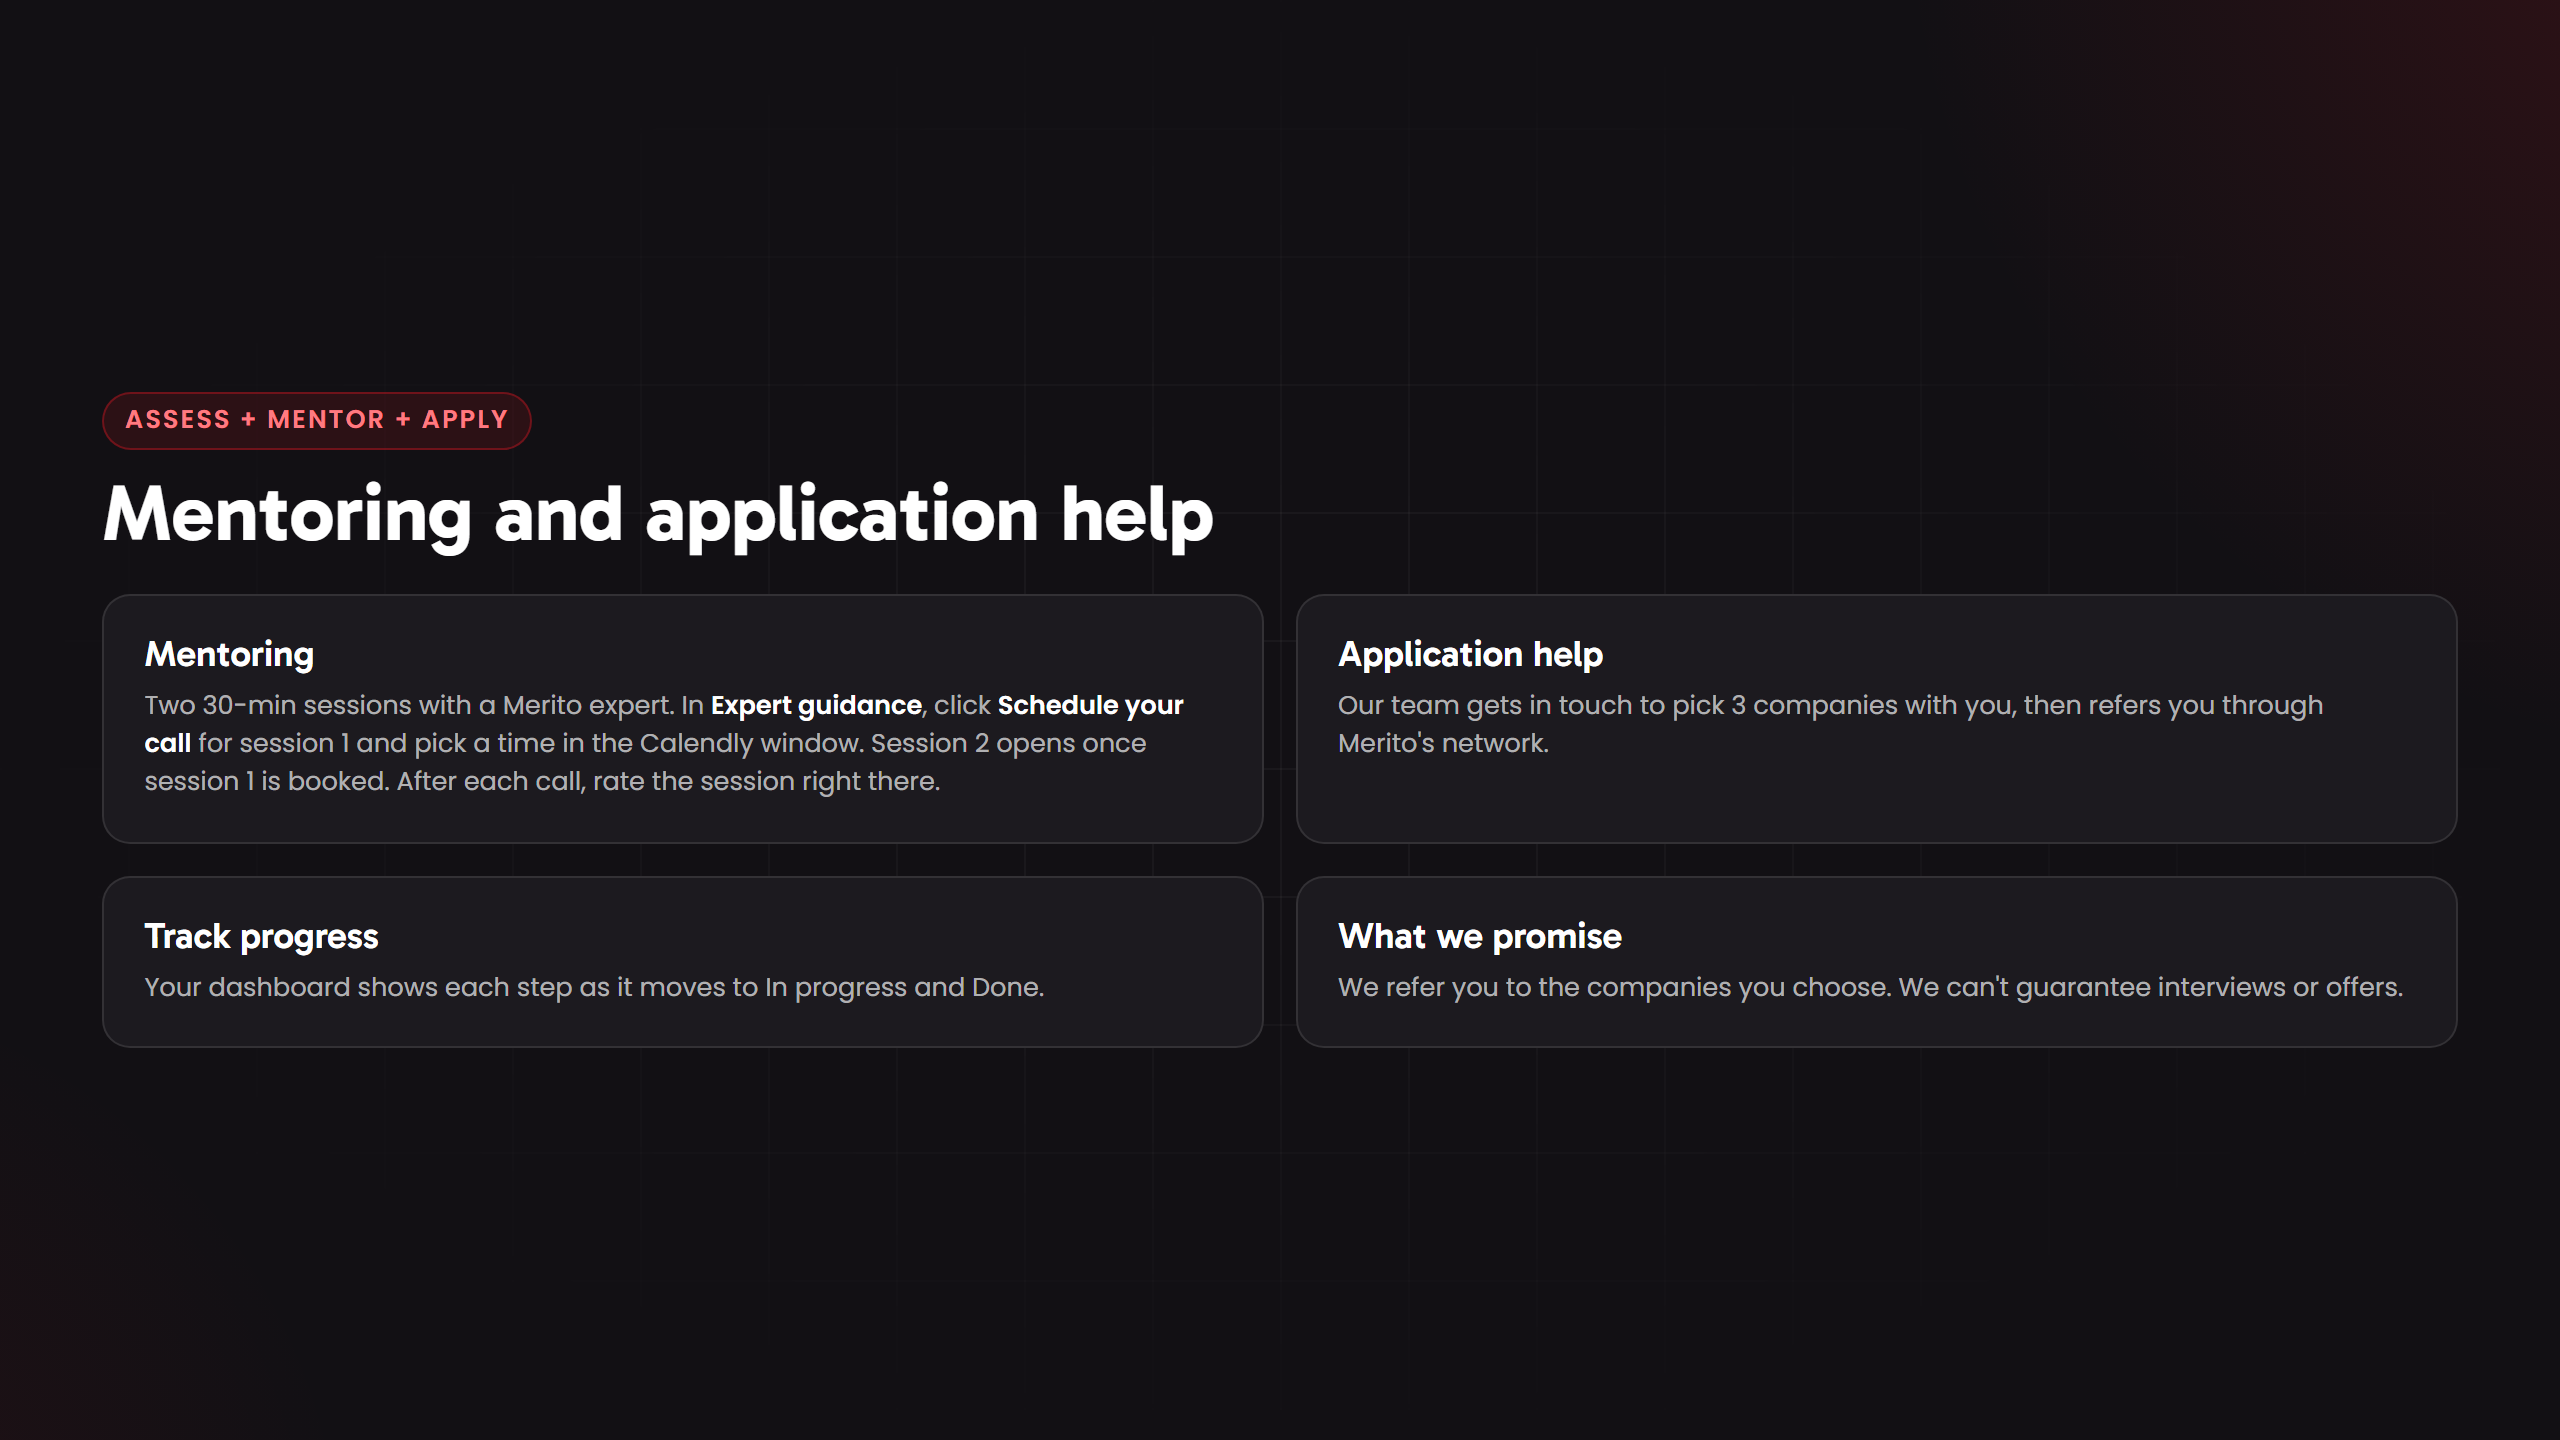 ASSESS + MENTOR + APPLY
Mentoring and application help
Mentoring
Two 30-min sessions with a Merito expert. In Expert guidance, click Schedule your
call for session 1 and pick a time in the Calendly window. Session 2 opens once
session 1 is booked. After each call, rate the session right there.
Application help
Our team gets in touch to pick 3 companies with you, then refers you through
Merito's network.
Track progress
Your dashboard shows each step as it moves to In progress and Done.
What we promise
We refer you to the companies you choose. We can't guarantee interviews or offers.